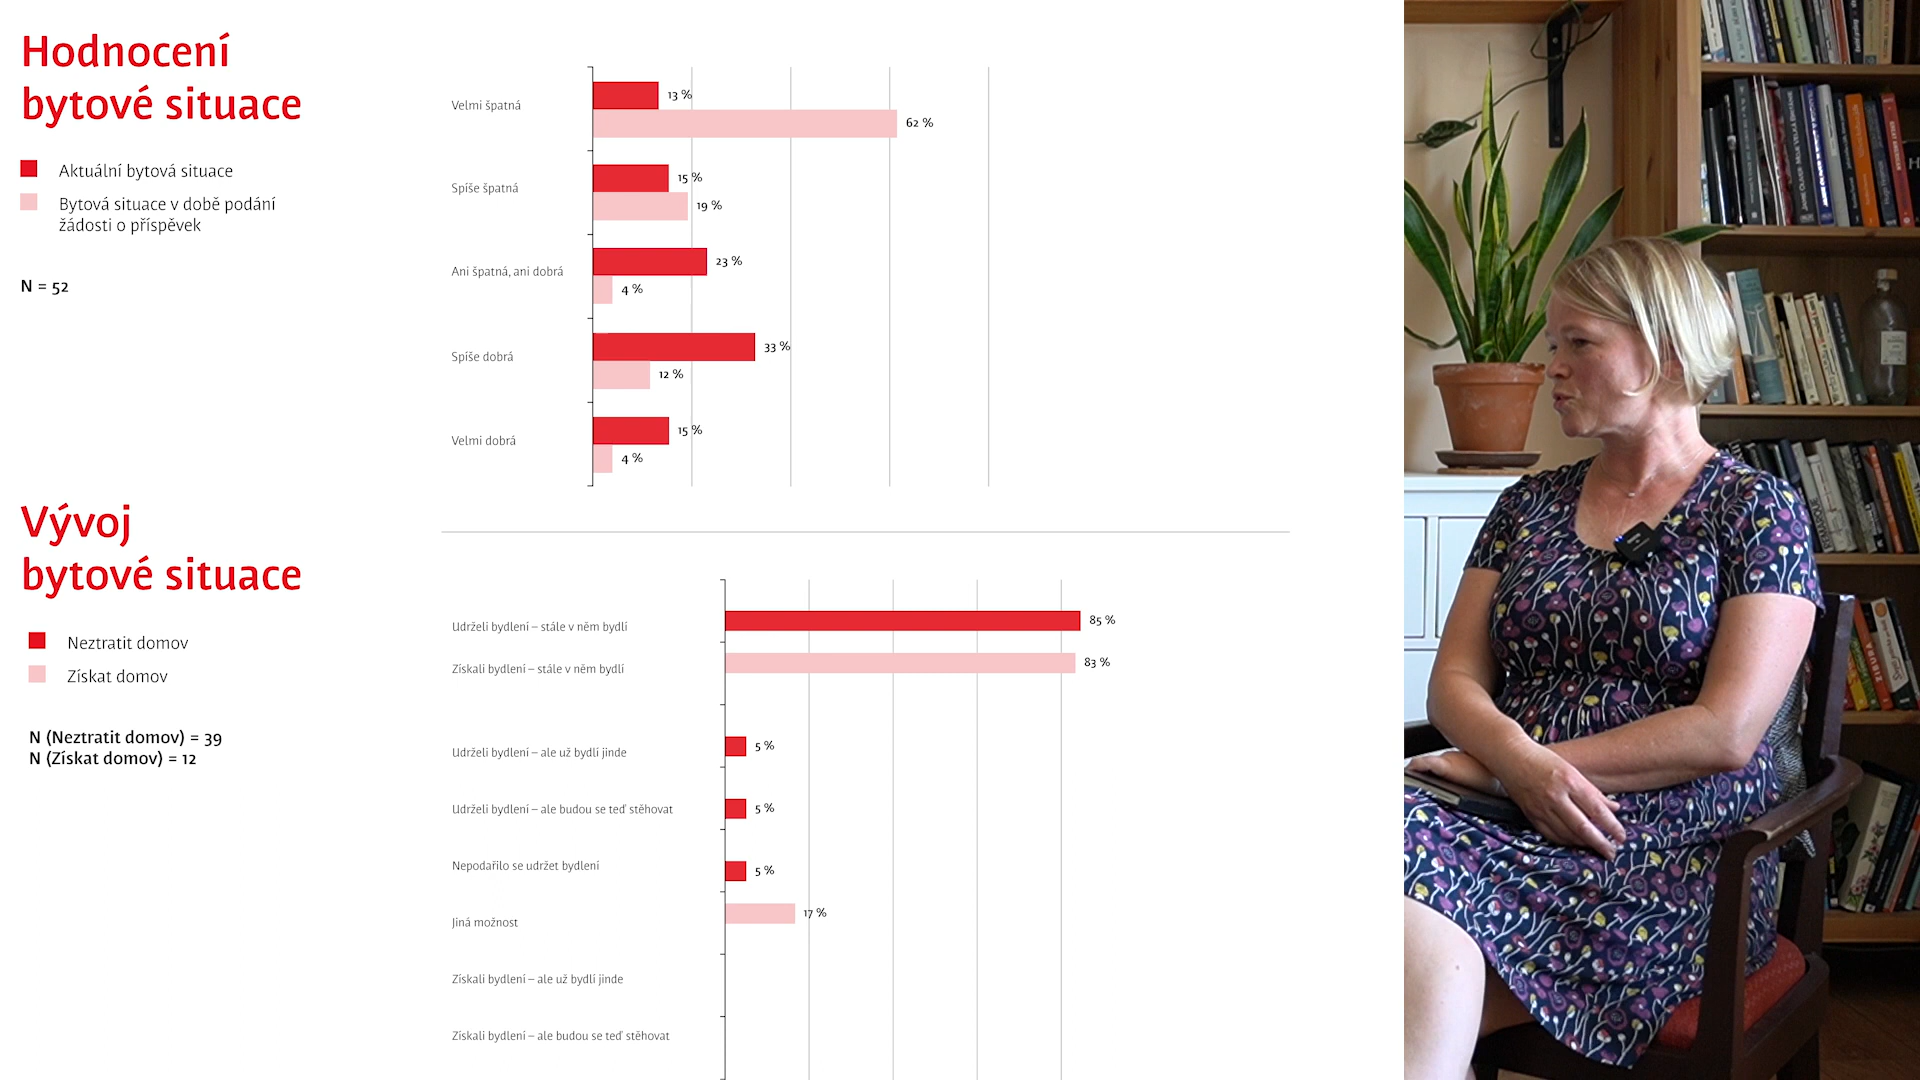 Hodnocení
bytové situace
Aktuální bytová situace
Bytová situace v době podání
žádosti o příspěvek
N = 52
Velmi špatná
13 %
62 %
Spíše špatná
15 %
19 %
Ani špatná, ani dobrá
23 %
4 %
Spíše dobrá
33 %
12 %
Velmi dobrá
15 %
4 %
Vývoj
bytové situace
Neztratit domov
Získat domov
N (Neztratit domov) = 39
N (Získat domov) = 12
Udrželi bydlení – stále v něm bydlí
85 %
Získali bydlení – stále v něm bydlí
83 %
Udrželi bydlení – ale už bydlí jinde
5 %
Udrželi bydlení – ale budou se teď stěhovat
5 %
Nepodařilo se udržet bydlení
5 %
Jiná možnost
17 %
Získali bydlení – ale už bydlí jinde
Získali bydlení – ale budou se teď stěhovat